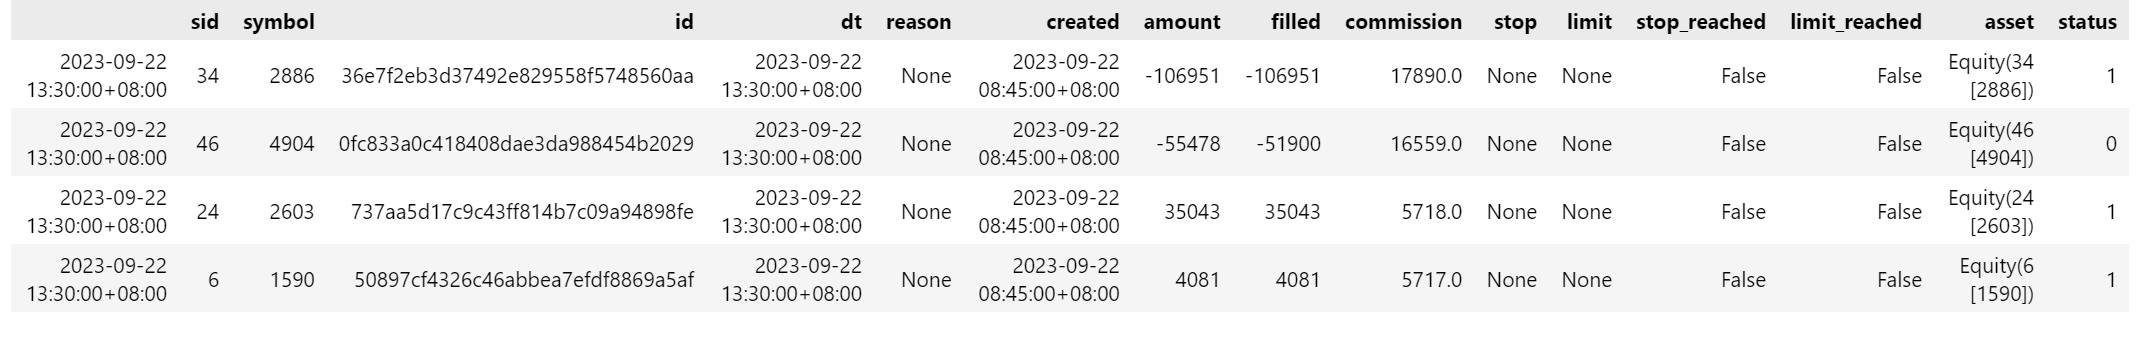 sid symbol id dt reason created amount filled commission stop limit stop_reached limit_reached asset status
2023-09-22 13:30:00+08:00 34 2886 36e7f2eb3d37492e829558f5748560aa 2023-09-22 13:30:00+08:00 None 2023-09-22 08:45:00+08:00 -106951 -106951 17890.0 None None False False Equity(34 [2886]) 1
2023-09-22 13:30:00+08:00 46 4904 0fc833a0c418408dae3da988454b2029 2023-09-22 13:30:00+08:00 None 2023-09-22 08:45:00+08:00 -55478 -51900 16559.0 None None False False Equity(46 [4904]) 0
2023-09-22 13:30:00+08:00 24 2603 737aa5d17c9c43ff814b7c09a94898fe 2023-09-22 13:30:00+08:00 None 2023-09-22 08:45:00+08:00 35043 35043 5718.0 None None False False Equity(24 [2603]) 1
2023-09-22 13:30:00+08:00 6 1590 50897cf4326c46abbea7efdf8869a5af 2023-09-22 13:30:00+08:00 None 2023-09-22 08:45:00+08:00 4081 4081 5717.0 None None False False Equity(6 [1590]) 1